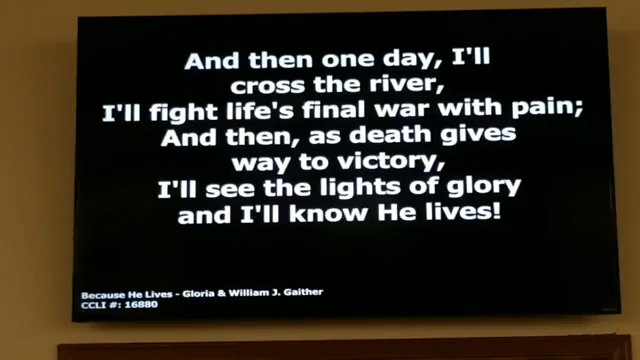 And then one day, I'll
cross the river,
I'll fight life's final war with pain;
And then, as death gives
way to victory,
I'll see the lights of glory
and I'll know He lives!
Because He Lives - Gloria & William J. Gaither
CCLI #: 16880